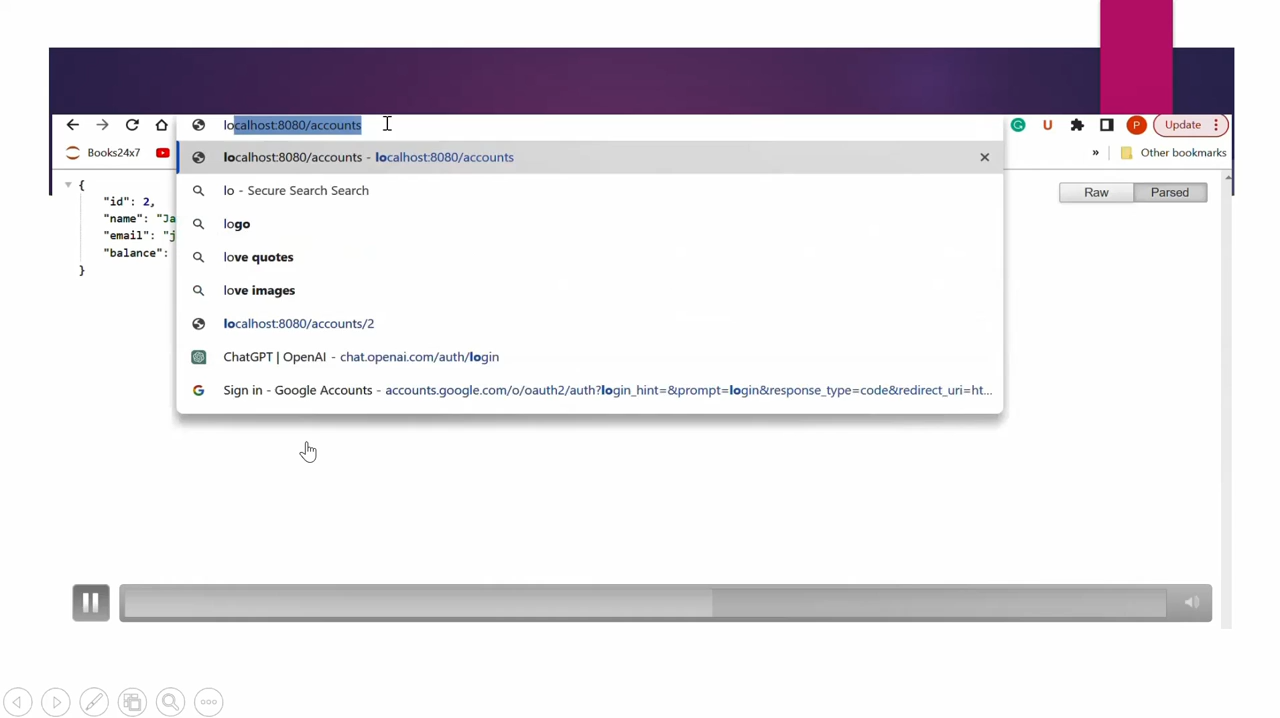 localhost:8080/accounts
Update
Books24x7
»
Other bookmarks
localhost:8080/accounts - localhost:8080/accounts
lo - Secure Search Search
logo
love quotes
love images
localhost:8080/accounts/2
ChatGPT | OpenAI - chat.openai.com/auth/login
Sign in - Google Accounts - accounts.google.com/o/oauth2/auth?login_hint=&prompt=login&response_type=code&redirect_uri=ht...
Raw
Parsed
{
"id": 2,
"name": "Ja
"email": "j
"balance":
}
P
U